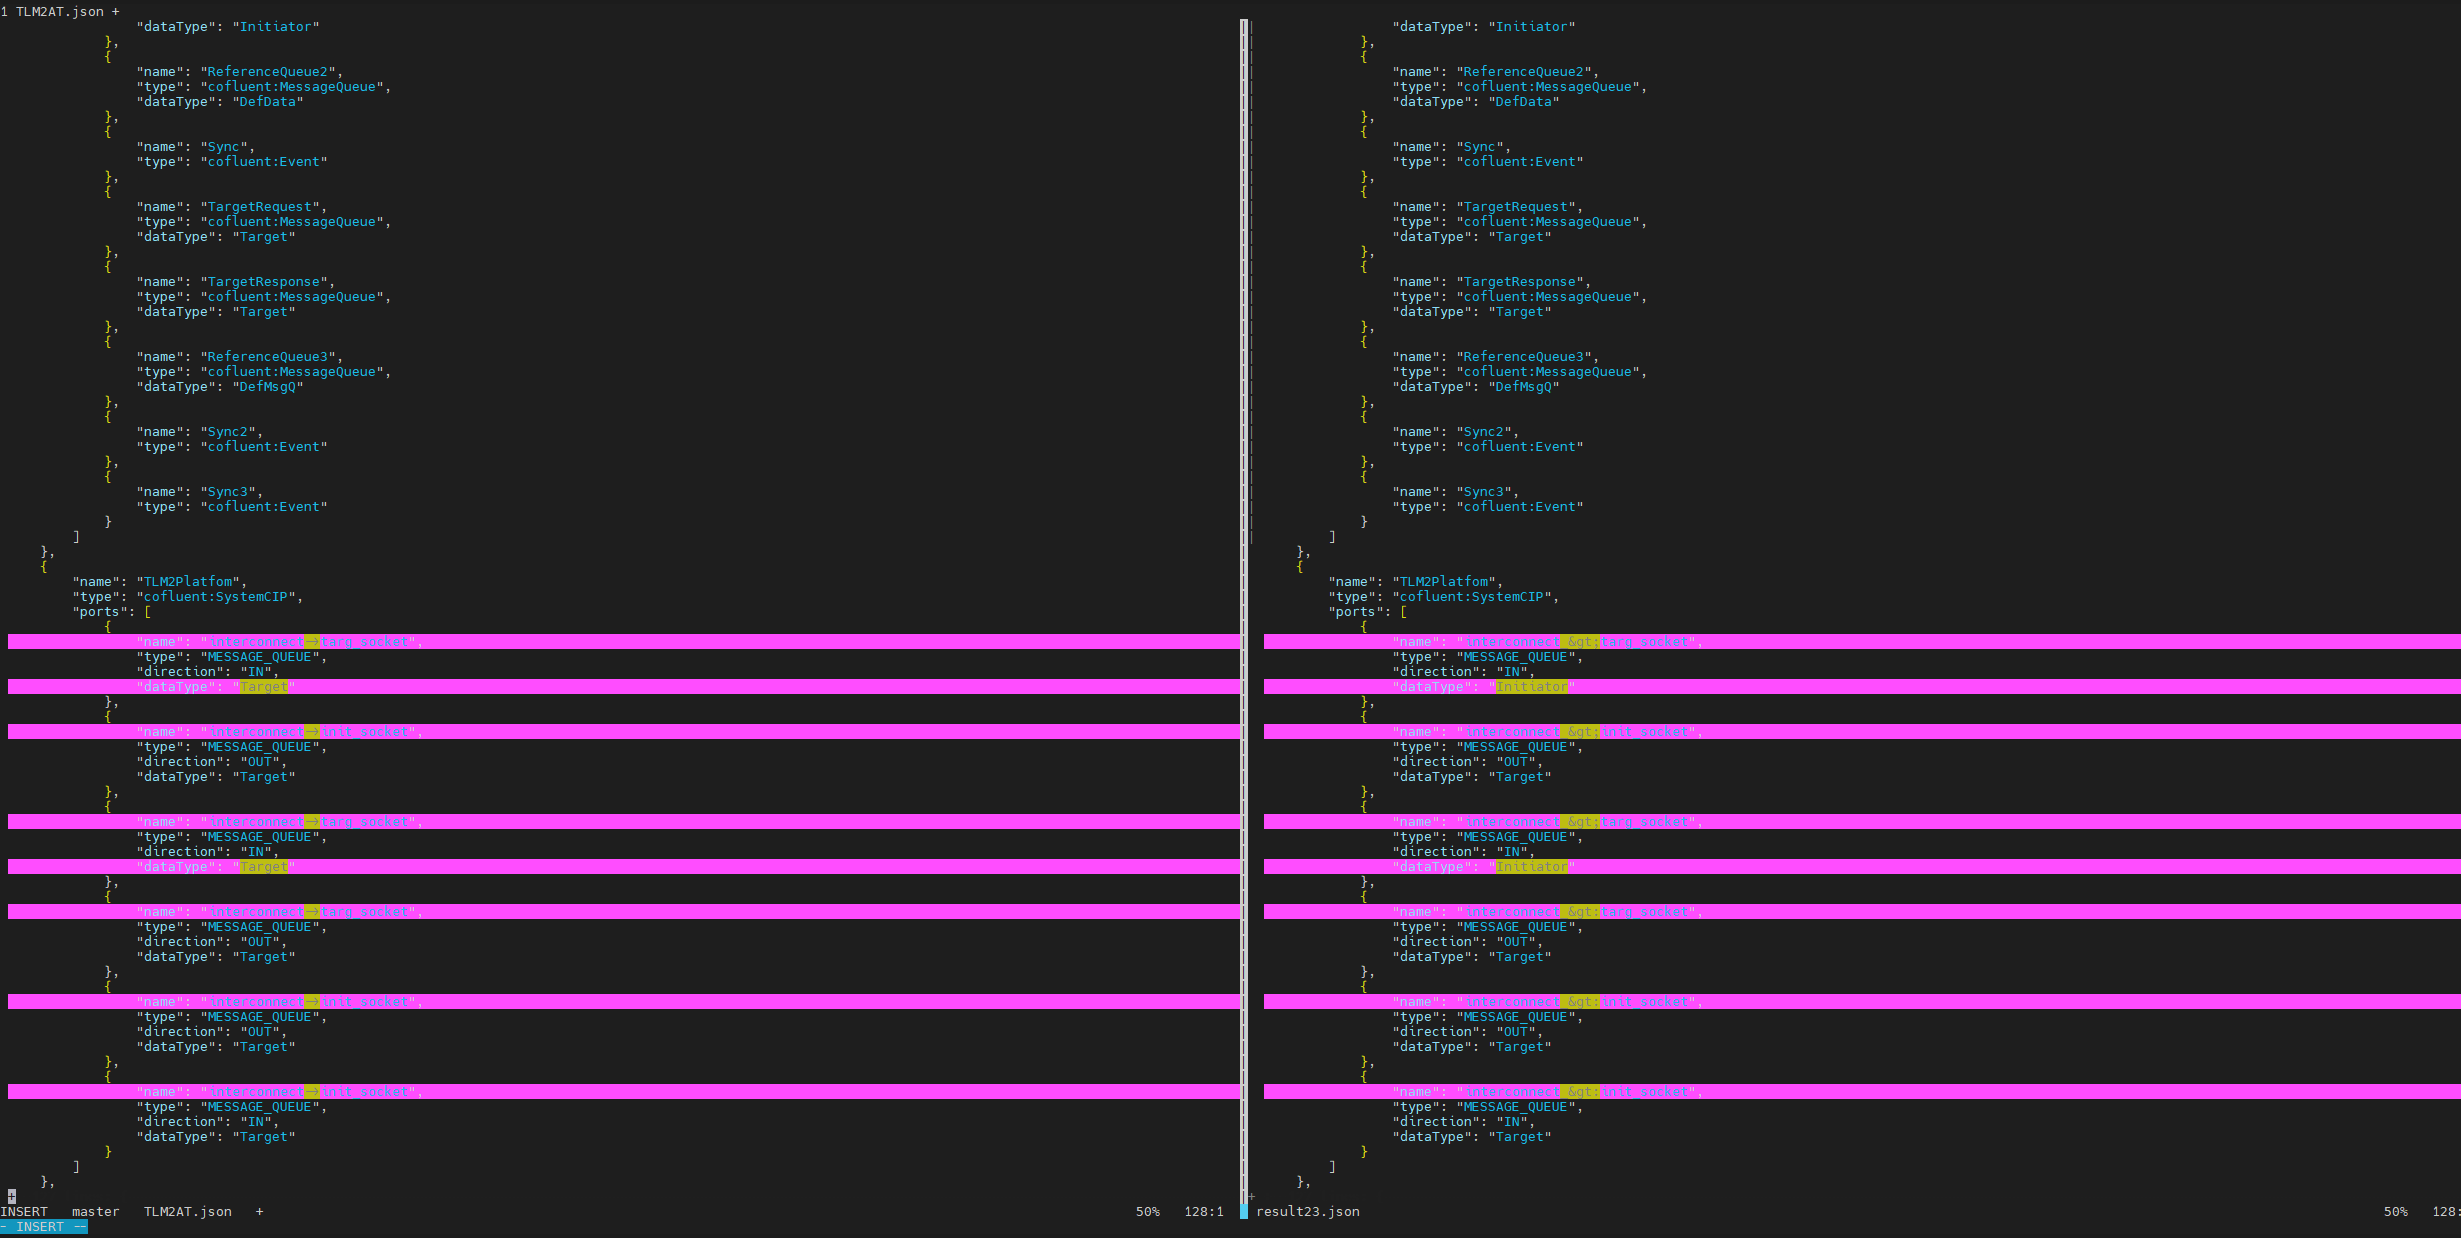 1 TLM2AT.json +
"dataType": "Initiator"
},
{
"name": "ReferenceQueue2",
"type": "cofluent:MessageQueue",
"dataType": "DefData"
},
{
"name": "Sync",
"type": "cofluent:Event"
},
{
"name": "TargetRequest",
"type": "cofluent:MessageQueue",
"dataType": "Target"
},
{
"name": "TargetResponse",
"type": "cofluent:MessageQueue",
"dataType": "Target"
},
{
"name": "ReferenceQueue3",
"type": "cofluent:MessageQueue",
"dataType": "DefMsgQ"
},
{
"name": "Sync2",
"type": "cofluent:Event"
},
{
"name": "Sync3",
"type": "cofluent:Event"
}
]
},
{
"name": "TLM2Platfom",
"type": "cofluent:SystemCIP",
"ports": [
{
"name": "interconnect->targ_socket",
"type": "MESSAGE_QUEUE",
"direction": "IN",
"dataType": "Target"
},
{
"name": "interconnect->init_socket",
"type": "MESSAGE_QUEUE",
"direction": "OUT",
"dataType": "Target"
},
{
"name": "interconnect->targ_socket",
"type": "MESSAGE_QUEUE",
"direction": "IN",
"dataType": "Target"
},
{
"name": "interconnect->targ_socket",
"type": "MESSAGE_QUEUE",
"direction": "OUT",
"dataType": "Target"
},
{
"name": "interconnect->init_socket",
"type": "MESSAGE_QUEUE",
"direction": "OUT",
"dataType": "Target"
},
{
"name": "interconnect->init_socket",
"type": "MESSAGE_QUEUE",
"direction": "IN",
"dataType": "Target"
}
]
},
+
INSERT master TLM2AT.json + 50% 128:1
- INSERT --
"dataType": "Initiator"
},
{
"name": "ReferenceQueue2",
"type": "cofluent:MessageQueue",
"dataType": "DefData"
},
{
"name": "Sync",
"type": "cofluent:Event"
},
{
"name": "TargetRequest",
"type": "cofluent:MessageQueue",
"dataType": "Target"
},
{
"name": "TargetResponse",
"type": "cofluent:MessageQueue",
"dataType": "Target"
},
{
"name": "ReferenceQueue3",
"type": "cofluent:MessageQueue",
"dataType": "DefMsgQ"
},
{
"name": "Sync2",
"type": "cofluent:Event"
},
{
"name": "Sync3",
"type": "cofluent:Event"
}
]
},
{
"name": "TLM2Platfom",
"type": "cofluent:SystemCIP",
"ports": [
{
"name": "interconnect_&gt;targ_socket",
"type": "MESSAGE_QUEUE",
"direction": "IN",
"dataType": "Initiator"
},
{
"name": "interconnect_&gt;init_socket",
"type": "MESSAGE_QUEUE",
"direction": "OUT",
"dataType": "Target"
},
{
"name": "interconnect_&gt;targ_socket",
"type": "MESSAGE_QUEUE",
"direction": "IN",
"dataType": "Initiator"
},
{
"name": "interconnect_&gt;targ_socket",
"type": "MESSAGE_QUEUE",
"direction": "OUT",
"dataType": "Target"
},
{
"name": "interconnect_&gt;init_socket",
"type": "MESSAGE_QUEUE",
"direction": "OUT",
"dataType": "Target"
},
{
"name": "interconnect_&gt;init_socket",
"type": "MESSAGE_QUEUE",
"direction": "IN",
"dataType": "Target"
}
]
},
+
result23.json 50% 128: